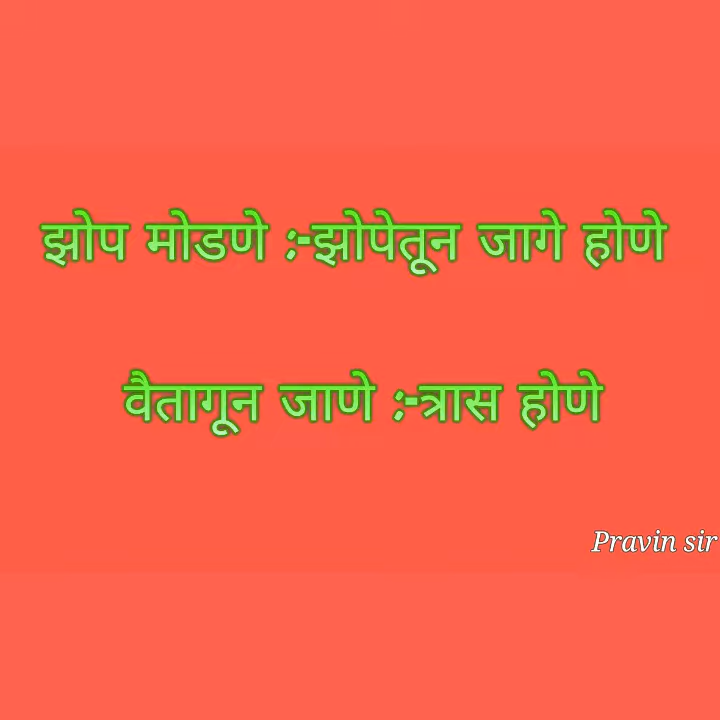 झोप मोडणे :-झोपेतून जागे होणे
वैतागून जाणे :-त्रास होणे
Pravin sir